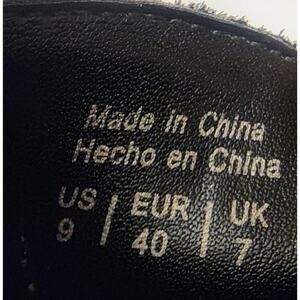 Made in China
Hecho en China
US | EUR | UK
9 | 40 | 7